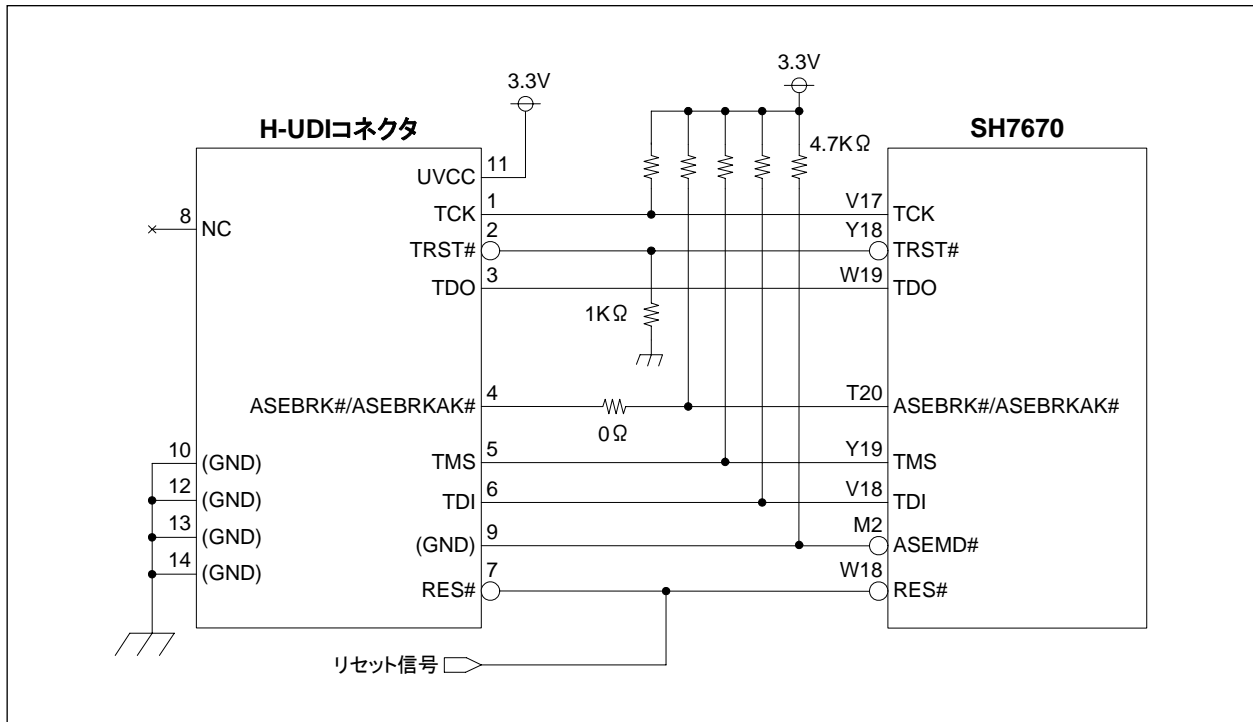 3.3V
3.3V
H-UDIコネクタ
SH7670
4.7KΩ
11
UVCC
1
TCK
V17
TCK
8
NC
2
TRST#
Y18
TRST#
3
TDO
W19
TDO
1KΩ
4
ASEBRK#/ASEBRKAK#
0Ω
T20
ASEBRK#/ASEBRKAK#
10
(GND)
5
TMS
Y19
TMS
12
(GND)
6
TDI
V18
TDI
13
(GND)
9
(GND)
M2
ASEMD#
14
(GND)
7
RES#
W18
RES#
リセット信号